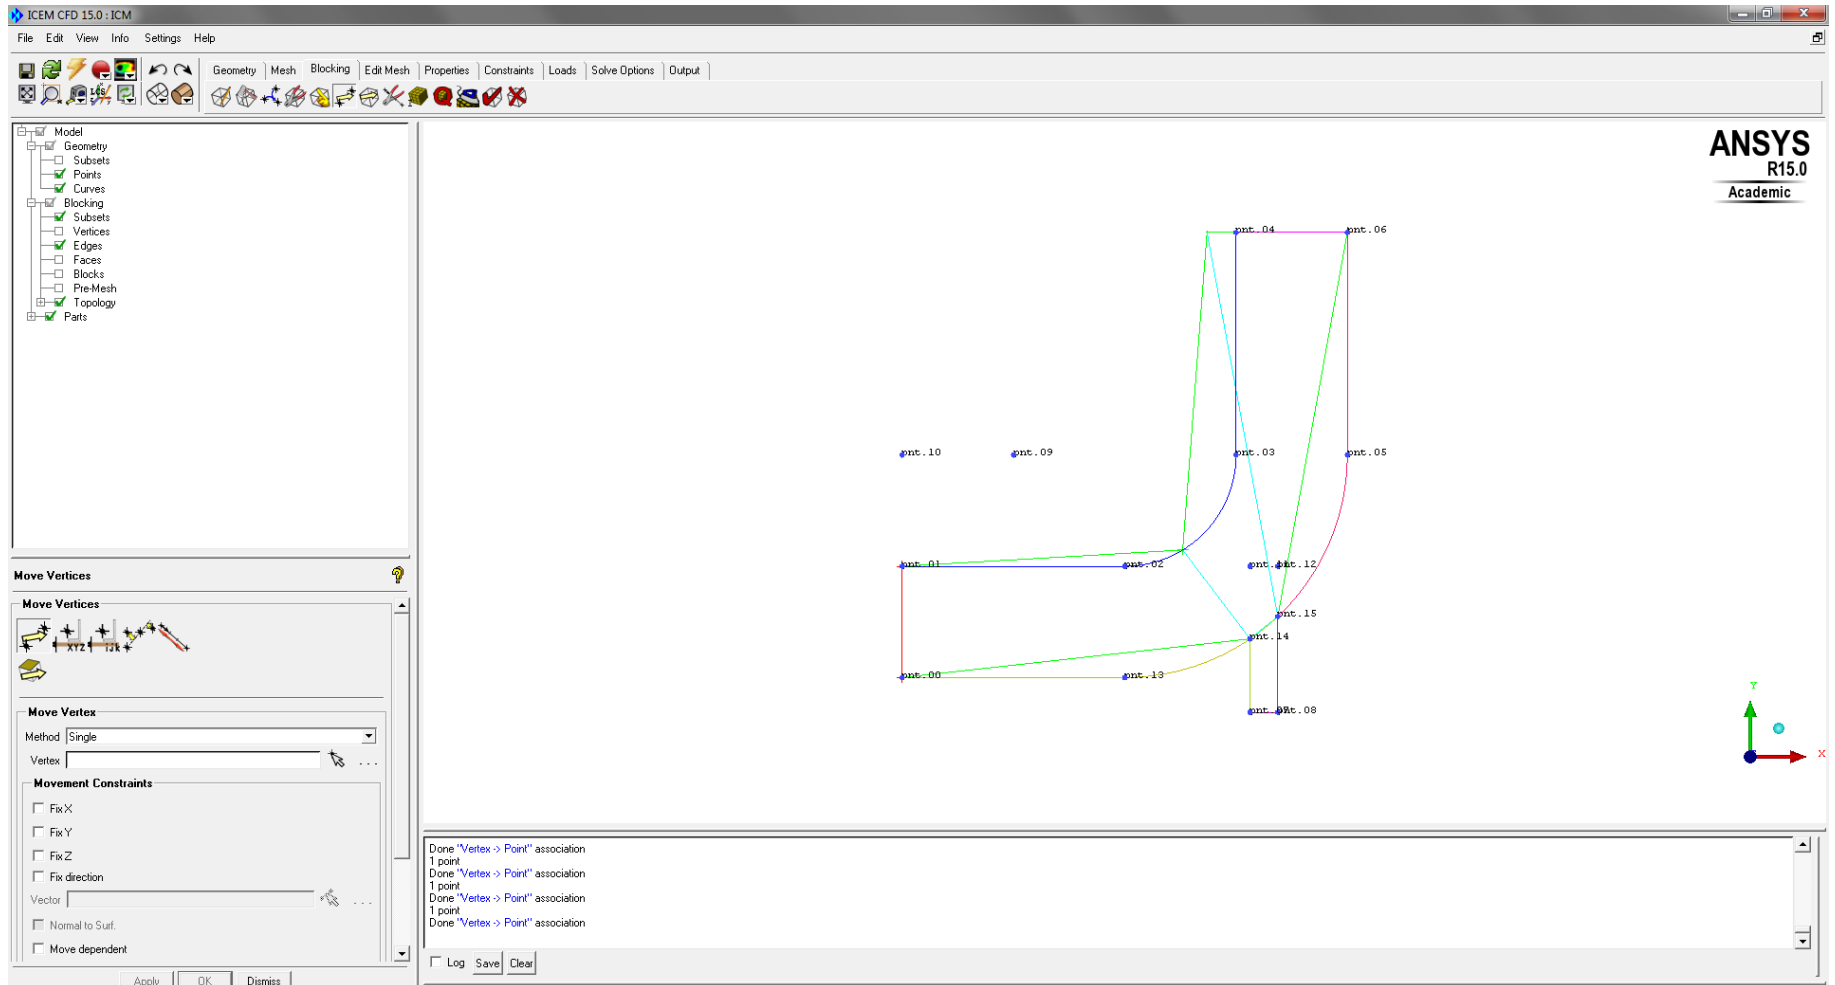 ICEM CFD 15.0 : ICM
File Edit View Info Settings Help
Geometry Mesh Blocking Edit Mesh Properties Constraints Loads Solve Options Output
Model
Geometry
Subsets
Points
Curves
Blocking
Subsets
Vertices
Edges
Faces
Blocks
Pre-Mesh
Topology
Parts
ANSYS
R15.0
Academic
pnt.04
pnt.06
pnt.10
pnt.09
pnt.03
pnt.05
pnt.01
pnt.02
pnt.12
pnt.15
pnt.14
pnt.00
pnt.13
pnt.08
Y
X
Move Vertices
Move Vertices
XYZ
IJK
Move Vertex
Method Single
Vertex
Movement Constraints
Fix X
Fix Y
Fix Z
Fix direction
Vector
Normal to Surf.
Move dependent
Apply OK Dismiss
Done "Vertex -> Point" association
1 point
Done "Vertex -> Point" association
1 point
Done "Vertex -> Point" association
1 point
Done "Vertex -> Point" association
Log Save Clear